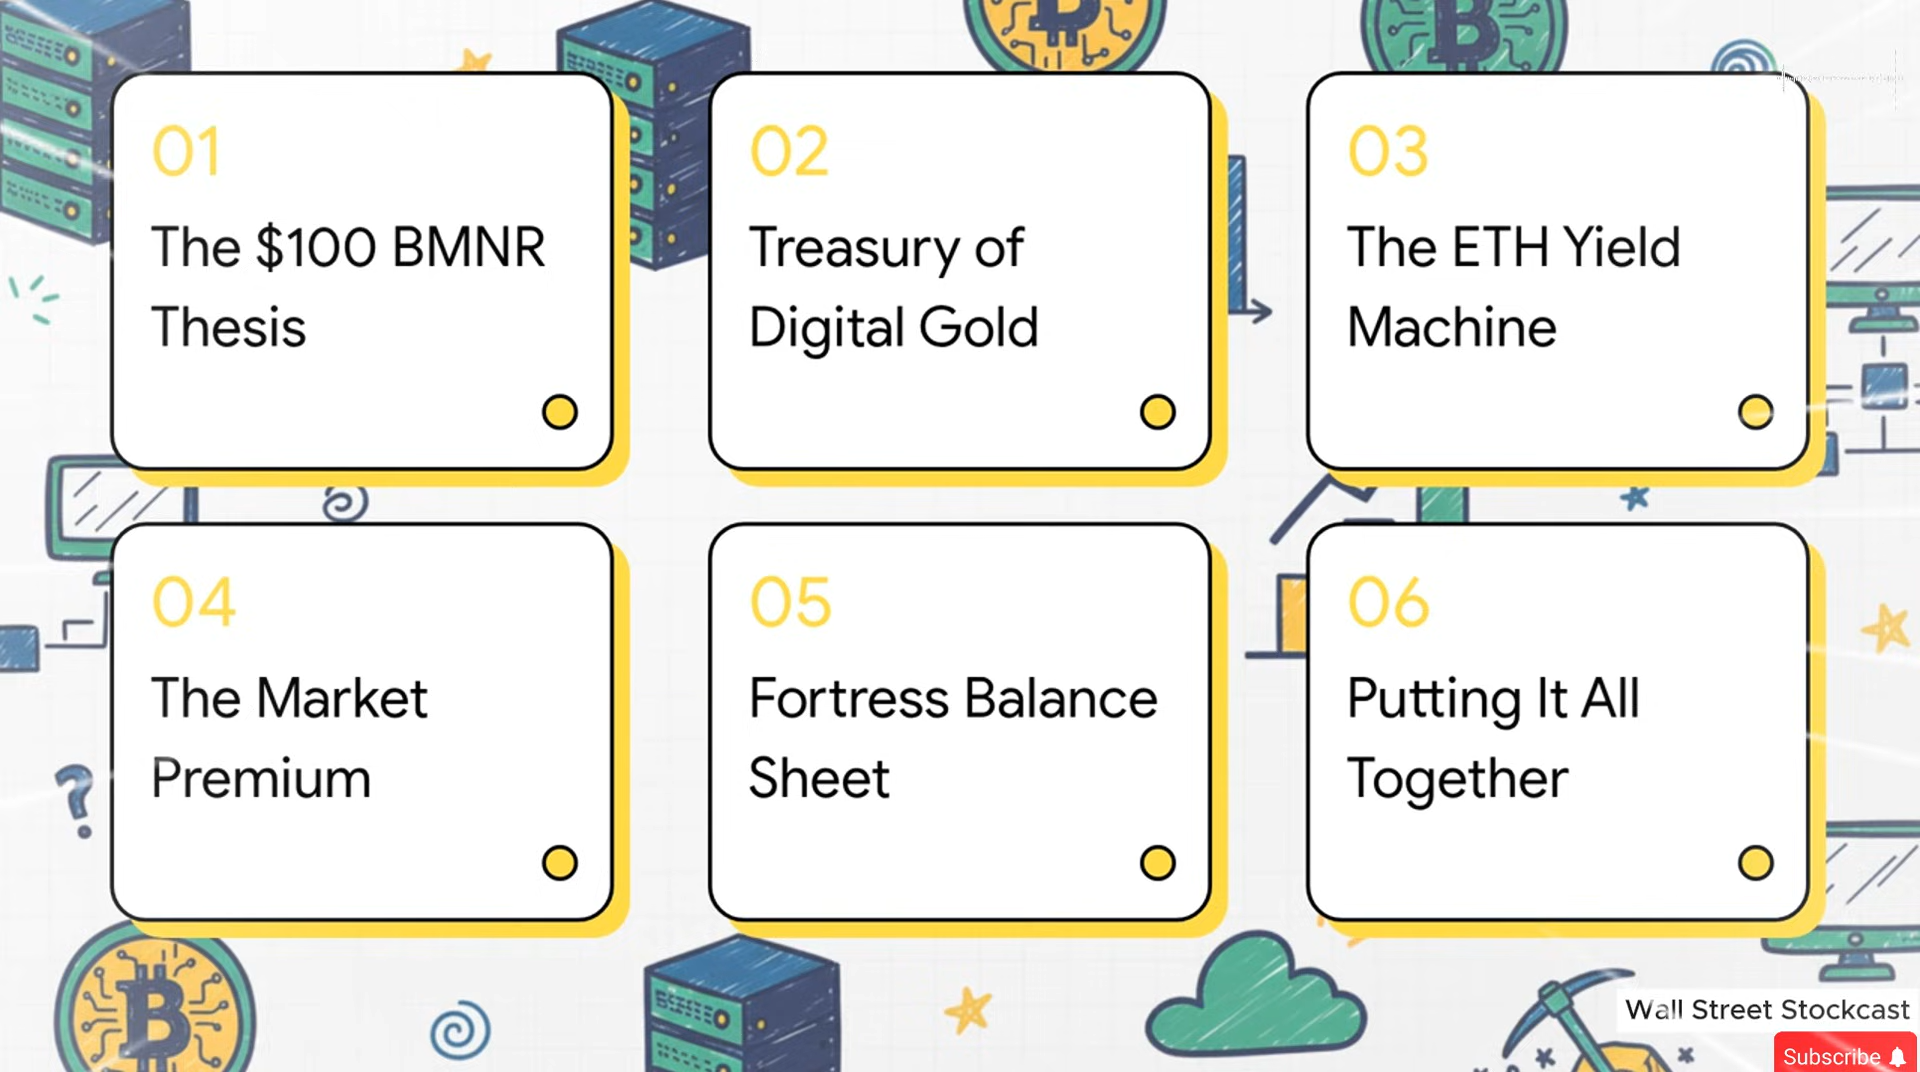 01
The $100 BMNR
Thesis
02
Treasury of
Digital Gold
03
The ETH Yield
Machine
04
The Market
Premium
05
Fortress Balance
Sheet
06
Putting It All
Together
Wall Street Stockcast
Subscribe